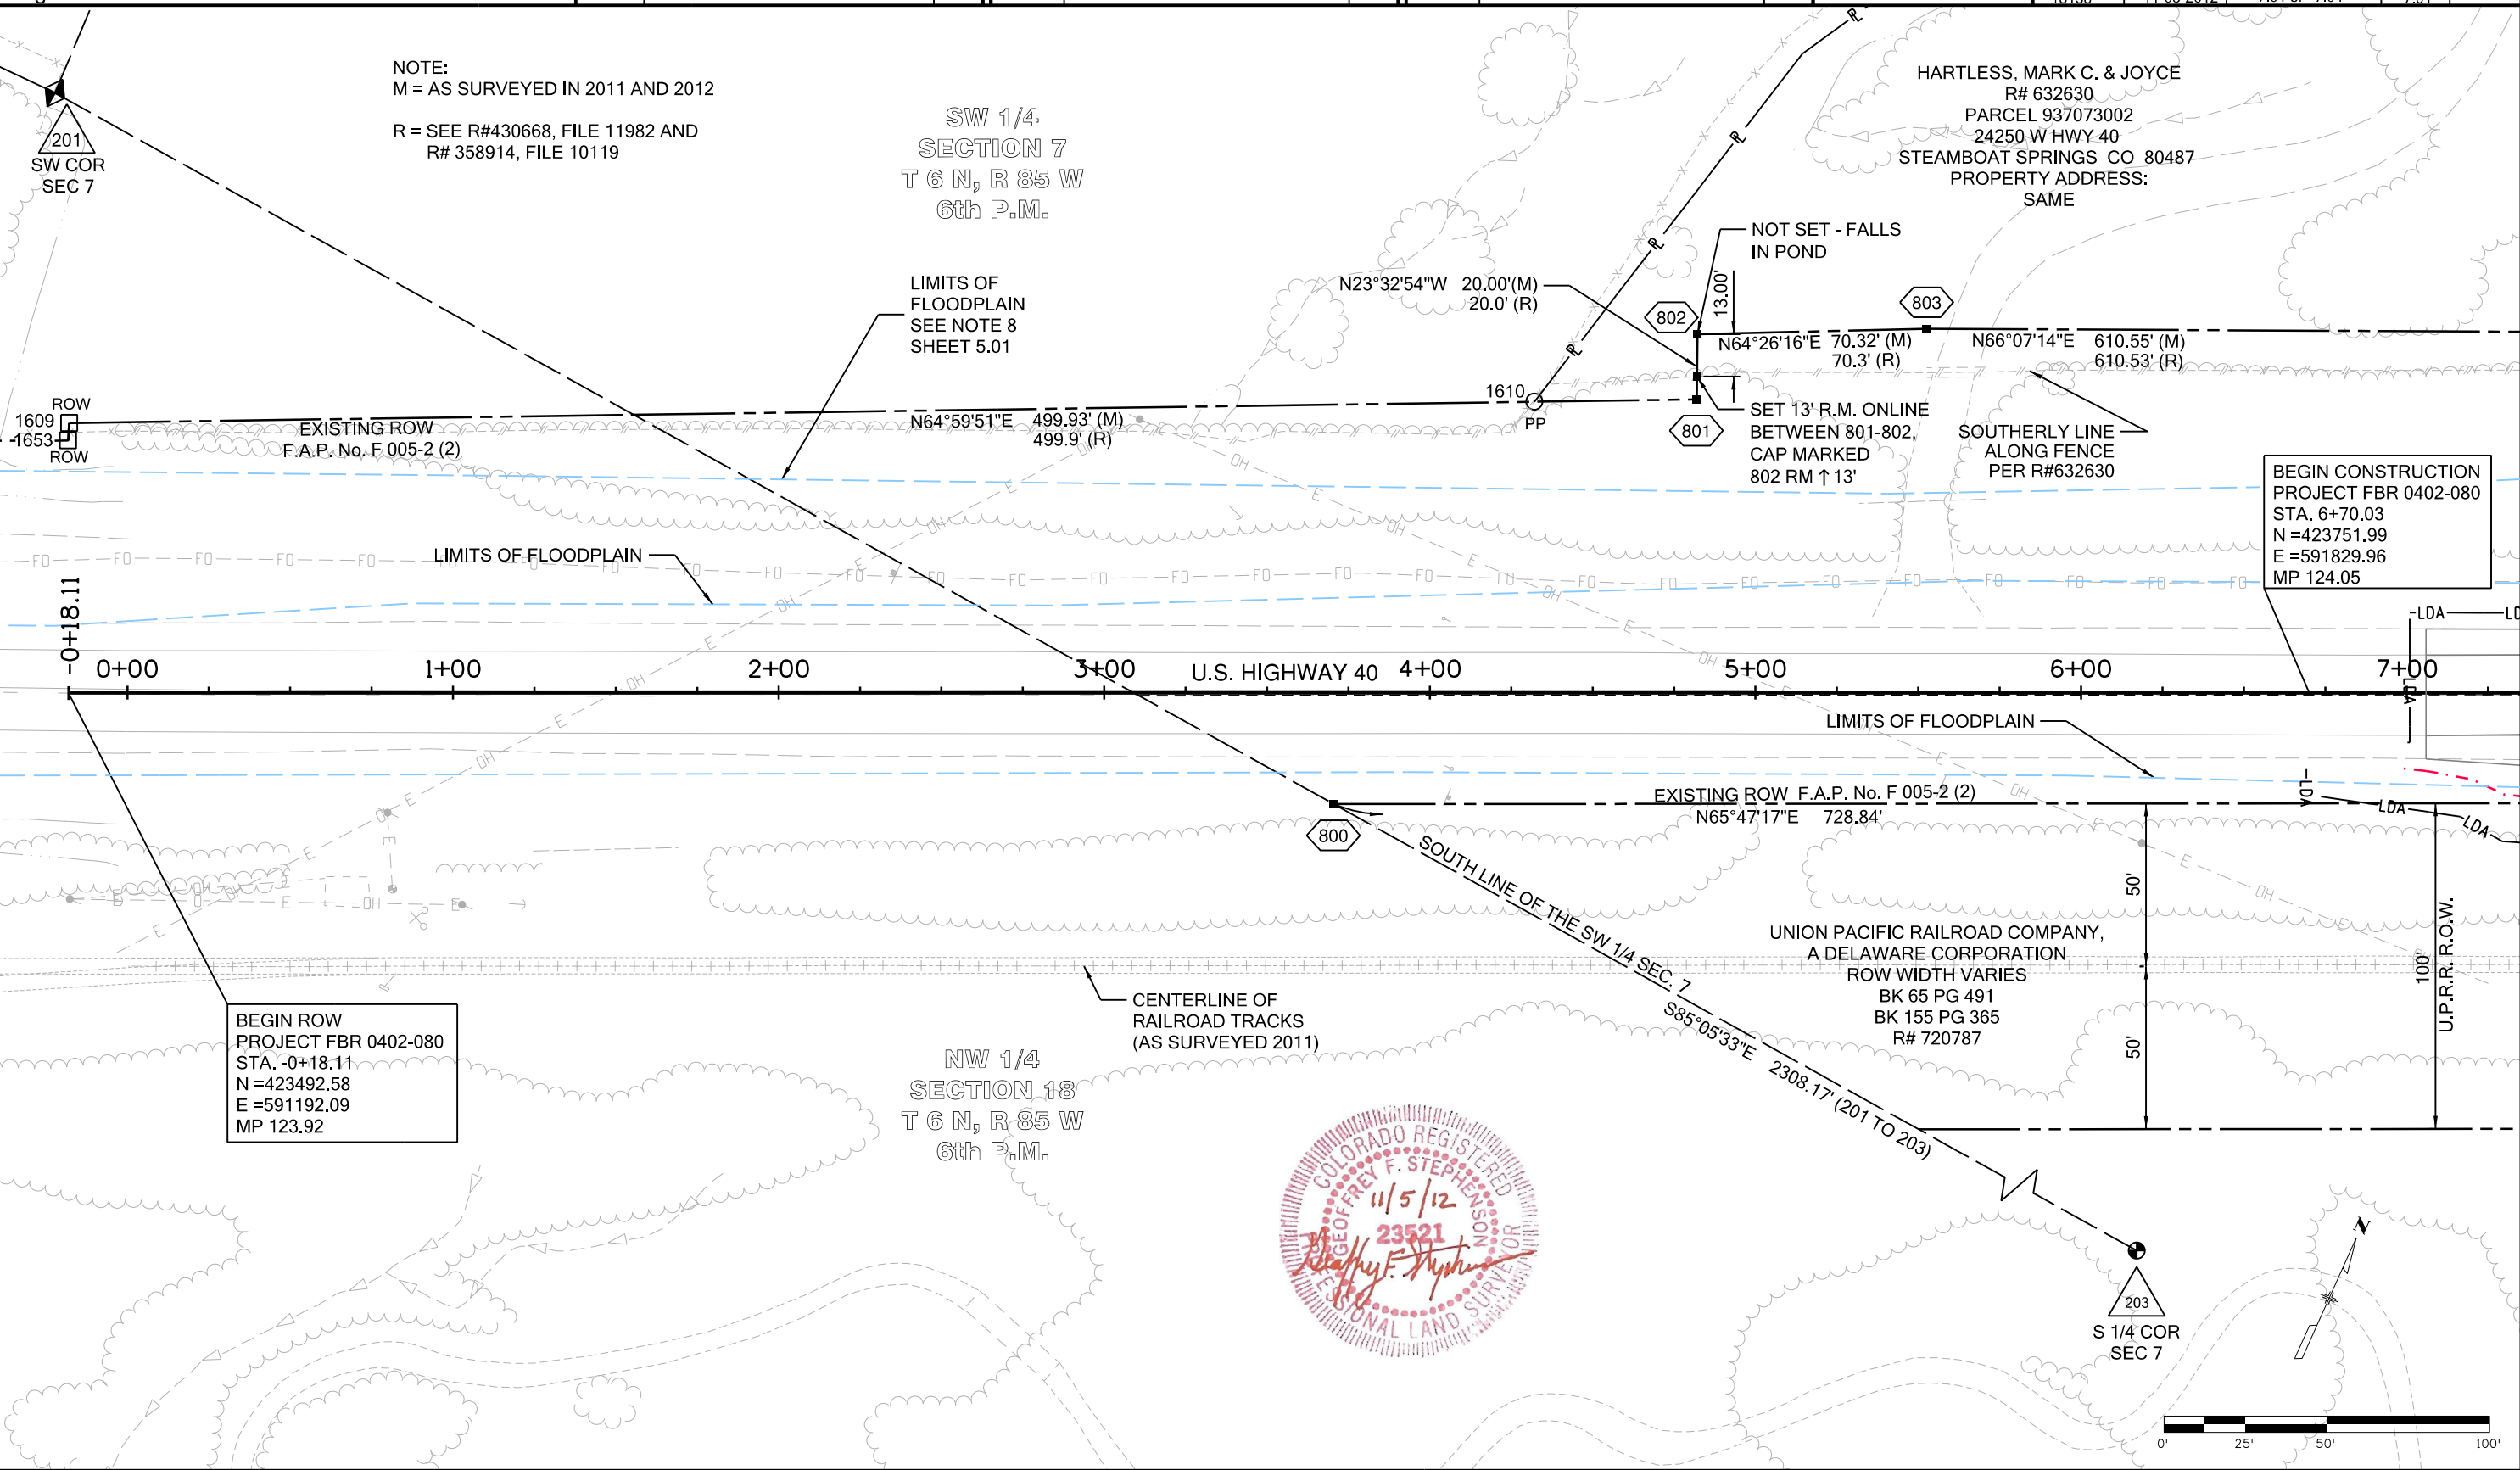 NOTE:
M = AS SURVEYED IN 2011 AND 2012
R = SEE R#430668, FILE 11982 AND
R# 358914, FILE 10119
201
SW COR
SEC 7
SW 1/4
SECTION 7
T 6 N, R 85 W
6th P.M.
HARTLESS, MARK C. & JOYCE
R# 632630
PARCEL 937073002
24250 W HWY 40
STEAMBOAT SPRINGS CO 80487
PROPERTY ADDRESS:
SAME
NOT SET - FALLS
IN POND
LIMITS OF
FLOODPLAIN
SEE NOTE 8
SHEET 5.01
N23°32'54"W 20.00'(M)
20.0' (R)
13.00'
802
803
N64°26'16"E 70.32' (M)
70.3' (R)
N66°07'14"E 610.55' (M)
610.53' (R)
1610
PP
801
SET 13' R.M. ONLINE
BETWEEN 801-802,
CAP MARKED
802 RM ↑ 13'
SOUTHERLY LINE
ALONG FENCE
PER R#632630
ROW
1609
1653
ROW
EXISTING ROW
F.A.P. No. F 005-2 (2)
N64°59'51"E 499.93' (M)
499.9' (R)
BEGIN CONSTRUCTION
PROJECT FBR 0402-080
STA. 6+70.03
N =423751.99
E =591829.96
MP 124.05
LIMITS OF FLOODPLAIN
-0+18.11
0+00 1+00 2+00 3+00 U.S. HIGHWAY 40 4+00 5+00 6+00 7+00
LDA
LDA
LIMITS OF FLOODPLAIN
EXISTING ROW F.A.P. No. F 005-2 (2)
N65°47'17"E 728.84'
LDA
LDA
LDA
800
SOUTH LINE OF THE SW 1/4 SEC. 7
S85°05'33"E 2308.17' (201 TO 203)
50'
50'
100'
U.P.R.R. R.O.W.
UNION PACIFIC RAILROAD COMPANY,
A DELAWARE CORPORATION
ROW WIDTH VARIES
BK 65 PG 491
BK 155 PG 365
R# 720787
CENTERLINE OF
RAILROAD TRACKS
(AS SURVEYED 2011)
BEGIN ROW
PROJECT FBR 0402-080
STA. -0+18.11
N =423492.58
E =591192.09
MP 123.92
NW 1/4
SECTION 18
T 6 N, R 85 W
6th P.M.
COLORADO REGISTERED
GEOFFREY F. STEPHENSON
11/5/12
23521
PROFESSIONAL LAND SURVEYOR
203
S 1/4 COR
SEC 7
N
0' 25' 50' 100'